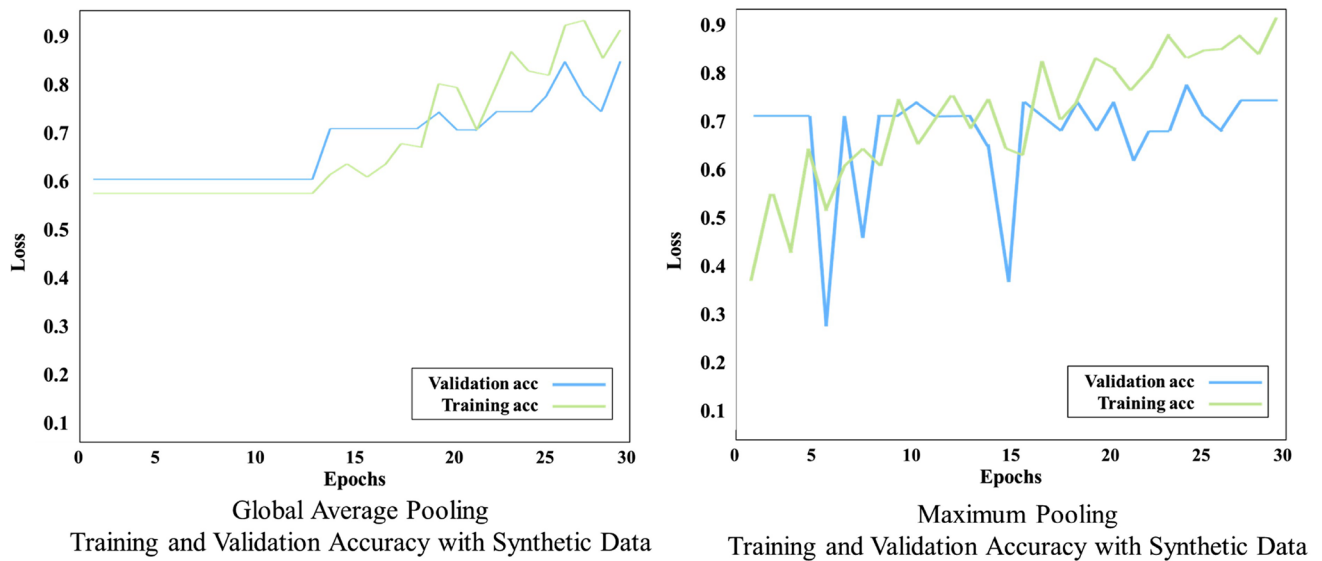 0.9
0.8
0.7
0.6
0.5
0.4
0.3
0.2
0.1
Loss
Validation acc
Training acc
0 5 10 15 20 25 30
Epochs
Global Average Pooling
Training and Validation Accuracy with Synthetic Data
0.9
0.8
0.7
0.6
0.5
0.4
0.3
0.2
0.1
Loss
Validation acc
Training acc
0 5 10 15 20 25 30
Epochs
Maximum Pooling
Training and Validation Accuracy with Synthetic Data